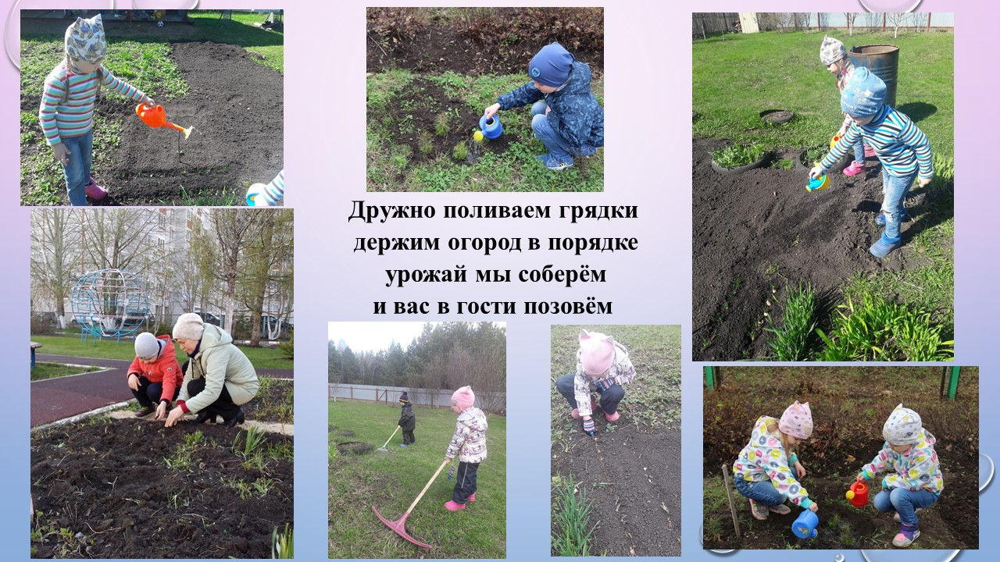 Дружно поливаем грядки
держим огород в порядке
урожай мы соберём
и вас в гости позовём